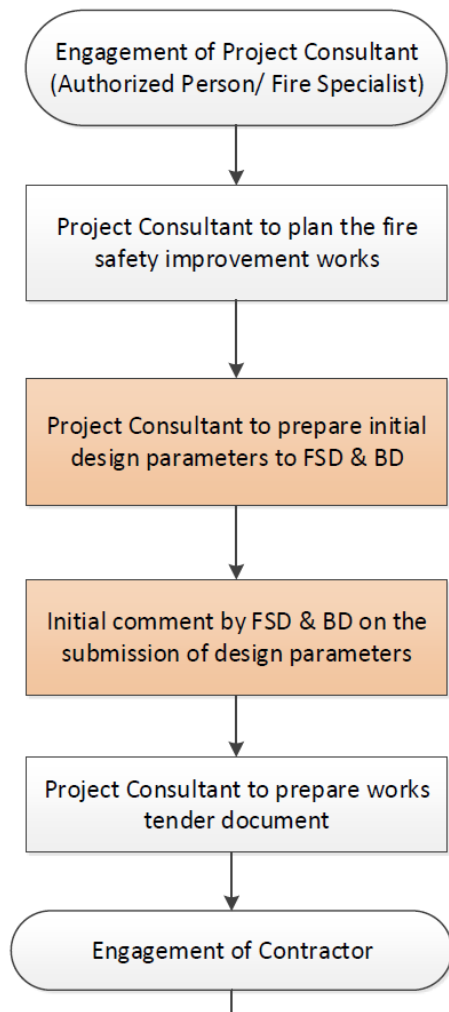 Engagement of Project Consultant
(Authorized Person/ Fire Specialist)
Project Consultant to plan the fire
safety improvement works
Project Consultant to prepare initial
design parameters to FSD & BD
Initial comment by FSD & BD on the
submission of design parameters
Project Consultant to prepare works
tender document
Engagement of Contractor